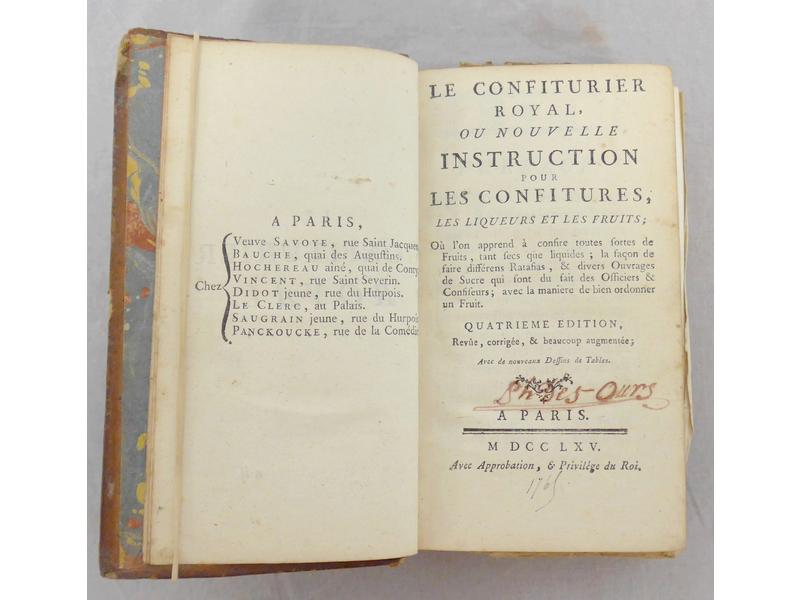 A PARIS,
Chez
Veuve SAVOYE, rue Saint Jacques
BAUCHE, quai des Augustins.
HOCHEREAU ainé, quai de Conty
VINCENT, rue Saint Severin.
DIDOT jeune, rue du Hurpois.
LE CLERC, au Palais.
SAUGRAIN jeune, rue du Hurpois
PANCKOUCKE, rue de la Comédie
LE CONFITURIER
ROYAL,
OU NOUVELLE
INSTRUCTION
POUR
LES CONFITURES,
LES LIQUEURS ET LES FRUITS;
Où l'on apprend à confire toutes sortes de
Fruits, tant secs que liquides; la façon de
faire différens Ratafias, & divers Ouvrages
de Sucre qui sont du fait des Officiers &
Confiseurs; avec la maniere de bien ordonner
un Fruit.
QUATRIEME EDITION,
Revûe, corrigée, & beaucoup augmentée;
Avec de nouveaux Desseins de Tables.
des-Ours
A PARIS.
M DCC LXV.
Avec Approbation, & Privilége du Roi.
1765